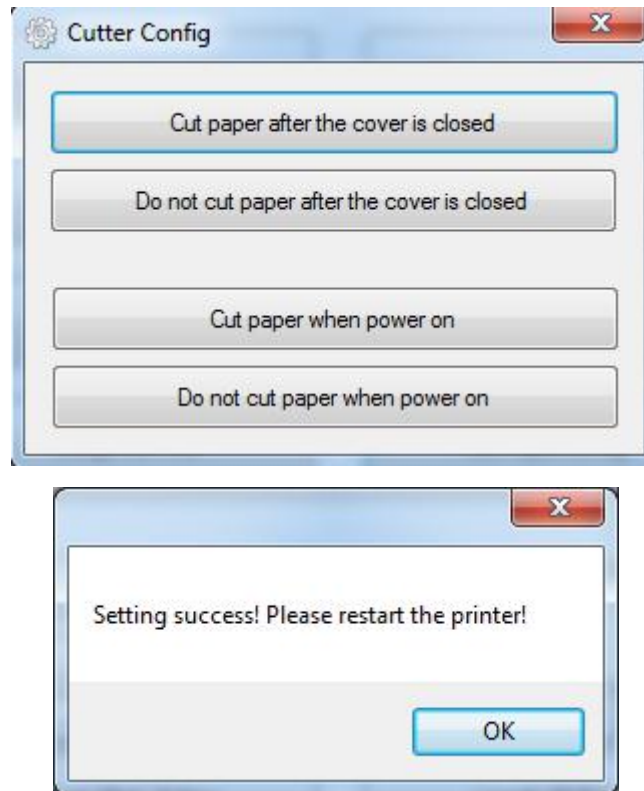 Cutter Config
Cut paper after the cover is closed
Do not cut paper after the cover is closed
Cut paper when power on
Do not cut paper when power on
Setting success! Please restart the printer!
OK